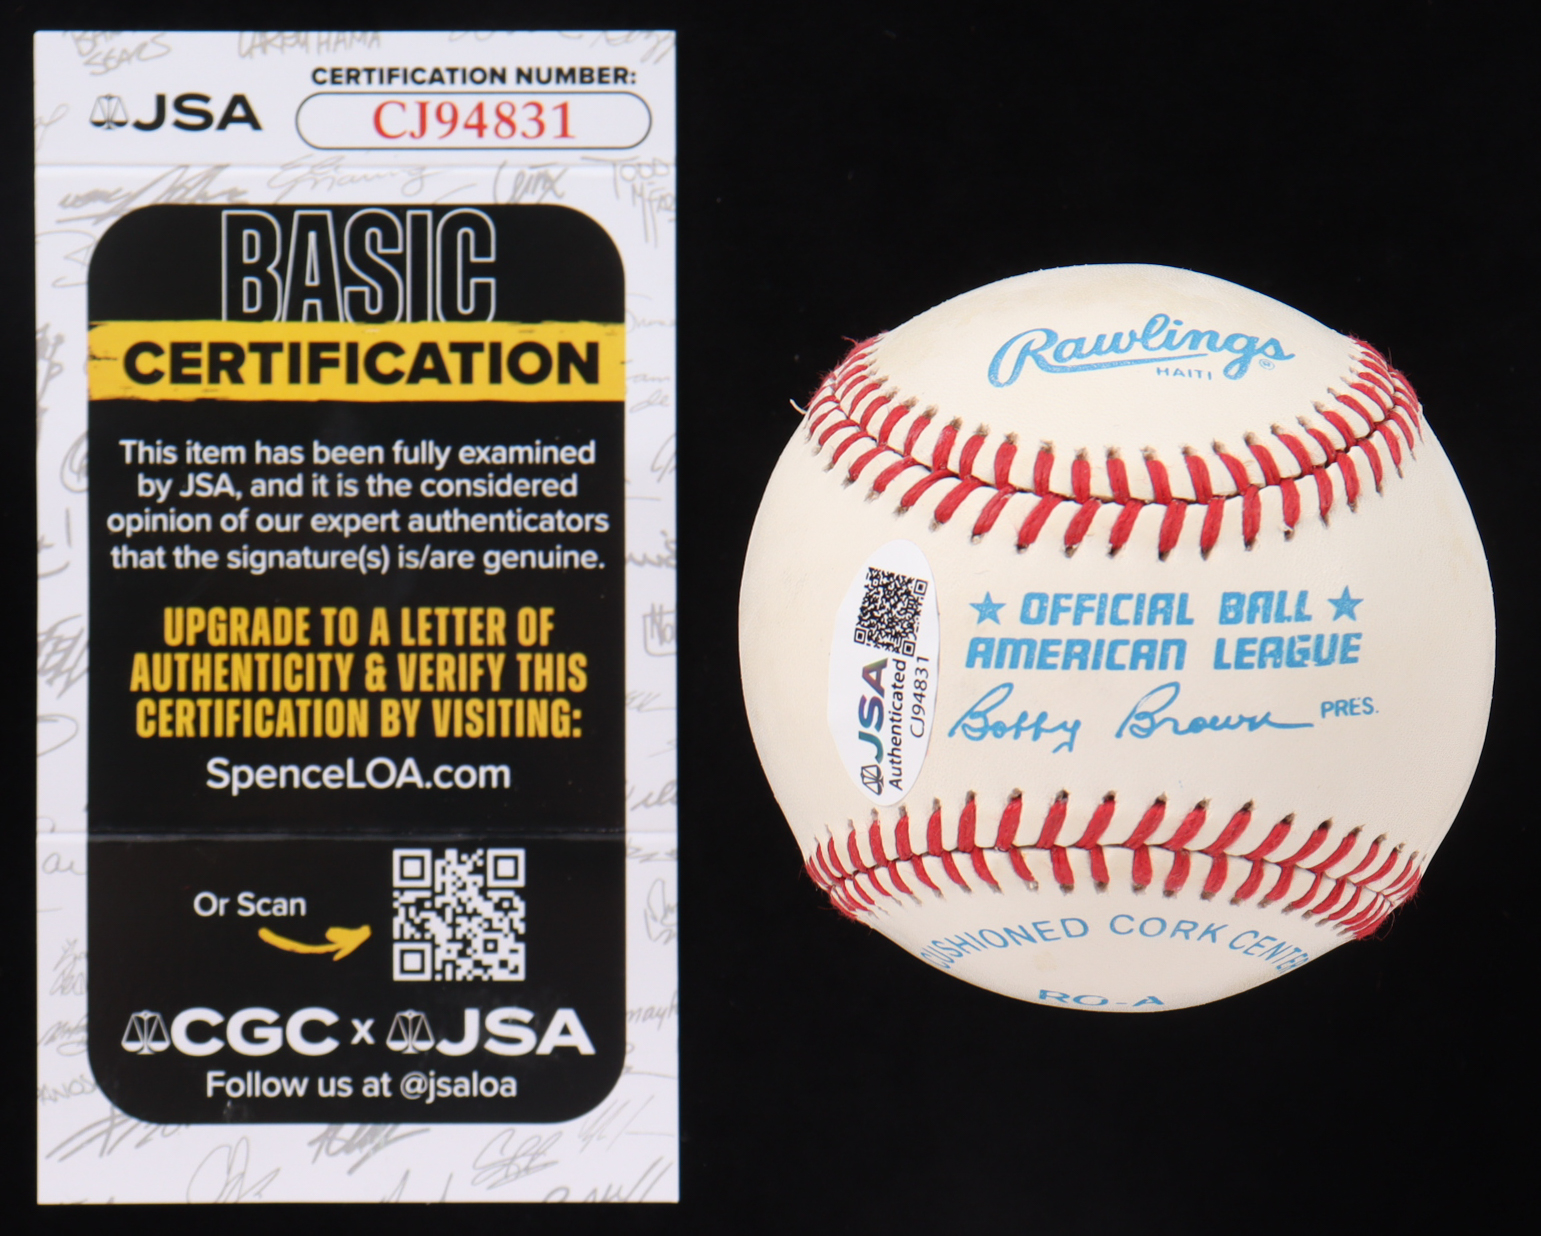 CERTIFICATION NUMBER:
JSA
CJ94831
BASIC
CERTIFICATION
This item has been fully examined
by JSA, and it is the considered
opinion of our expert authenticators
that the signature(s) is/are genuine.
UPGRADE TO A LETTER OF
AUTHENTICITY & VERIFY THIS
CERTIFICATION BY VISITING:
SpenceLOA.com
Or Scan
CGC x JSA
Follow us at @jsaloa
Rawlings®
HAITI
OFFICIAL BALL
AMERICAN LEAGUE
Bobby Brown PRES.
JSA
Authenticated
CJ94831
CUSHIONED CORK CENTER
RO-A